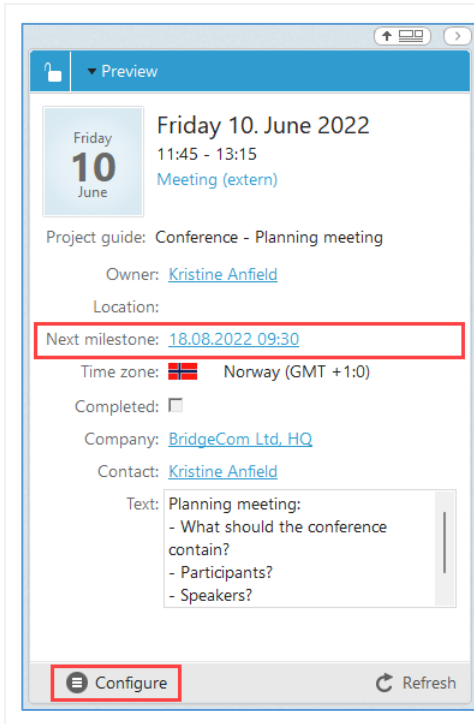 Preview
Friday
10
June
Friday 10. June 2022
11:45 - 13:15
Meeting (extern)
Project guide: Conference - Planning meeting
Owner: Kristine Anfield
Location:
Next milestone: 18.08.2022 09:30
Time zone: Norway (GMT +1:0)
Completed:
Company: BridgeCom Ltd, HQ
Contact: Kristine Anfield
Text: Planning meeting:
- What should the conference
contain?
- Participants?
- Speakers?
Configure Refresh